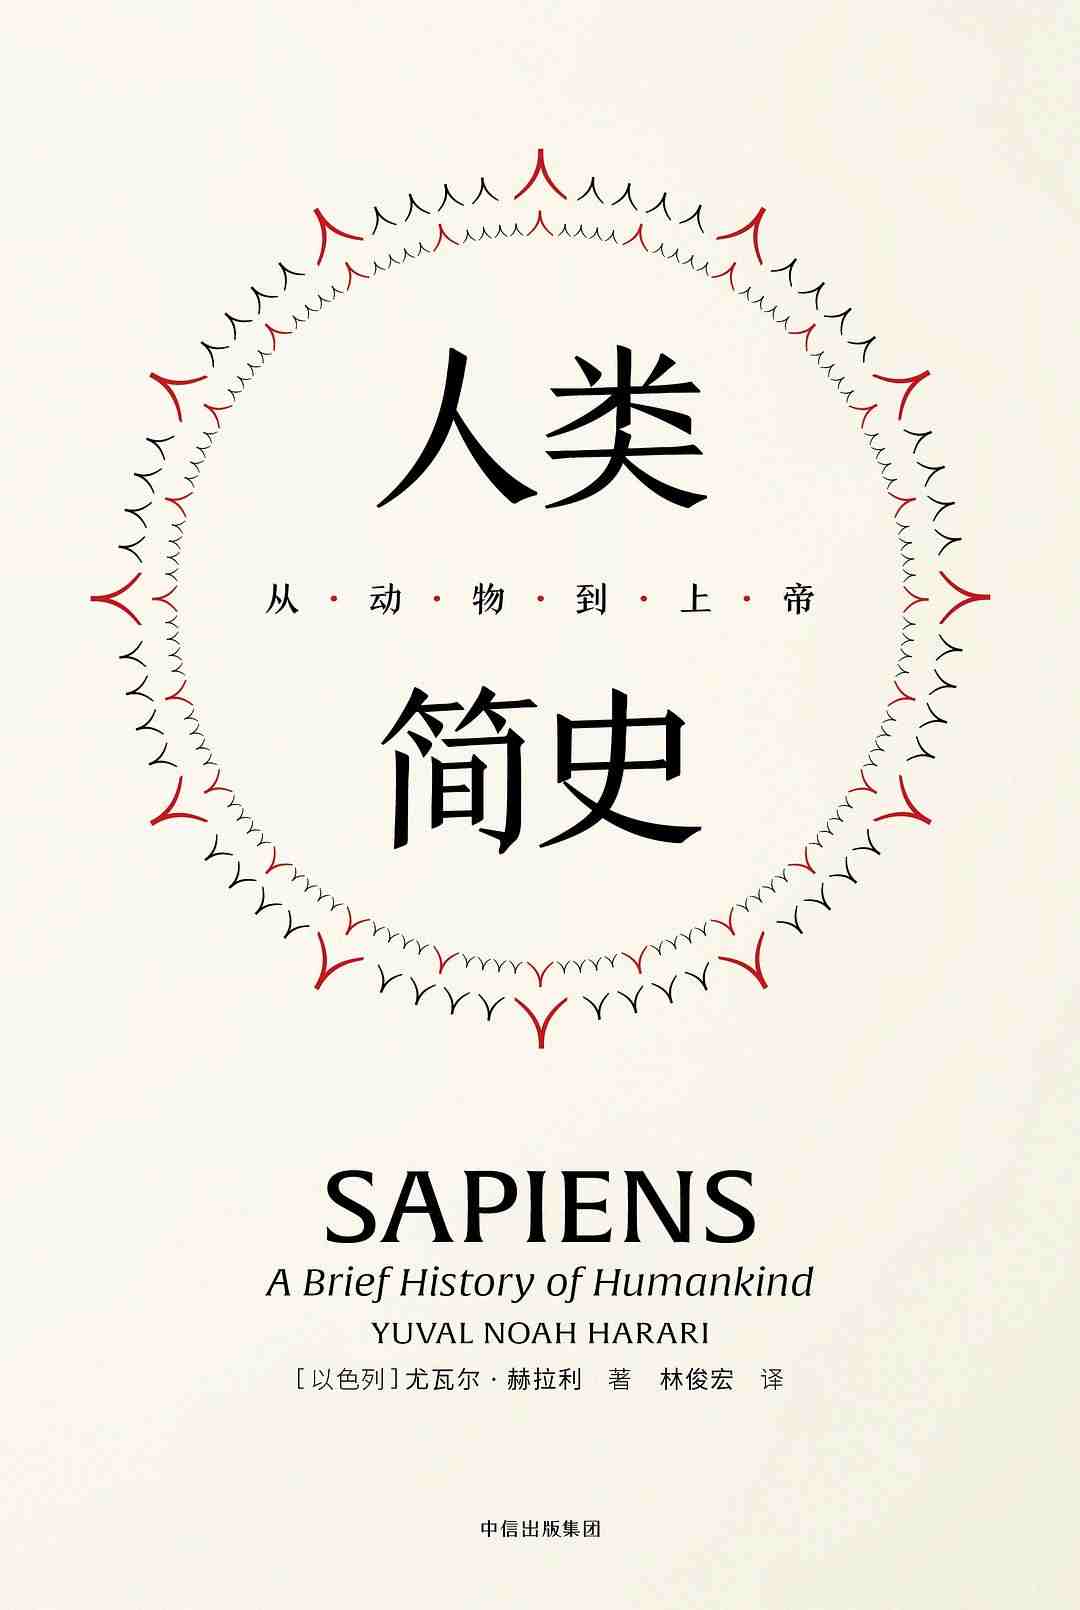 人类
从·动·物·到·上·帝
简史
SAPIENS
A Brief History of Humankind
YUVAL NOAH HARARI
[以色列]尤瓦尔·赫拉利 著 林俊宏 译
中信出版集团